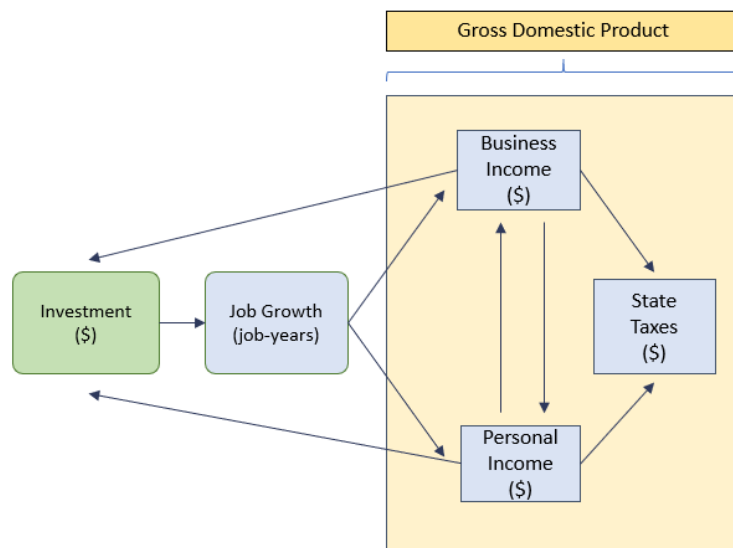 Gross Domestic Product
Business
Income
($)
Investment
($)
Job Growth
(job-years)
State
Taxes
($)
Personal
Income
($)